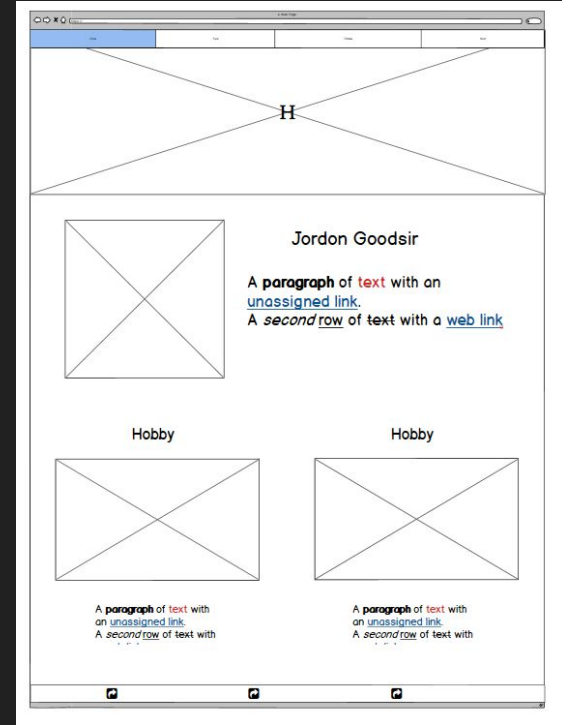 H
Jordon Goodsir
A paragraph of text with an
unassigned link.
A second row of text with a web link
Hobby
Hobby
A paragraph of text with
an unassigned link.
A second row of text with
A paragraph of text with
an unassigned link.
A second row of text with